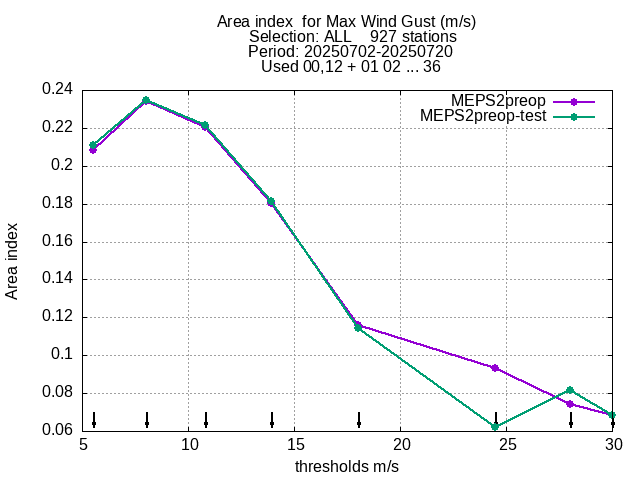 Area index  for Max Wind Gust (m/s)
Selection: ALL    927 stations
Period: 20250702-20250720
Used 00,12 + 01 02 ... 36
MEPS2preop
MEPS2preop-test
0.24
0.22
0.2
0.18
0.16
0.14
0.12
0.1
0.08
0.06
Area index
5 10 15 20 25 30
thresholds m/s